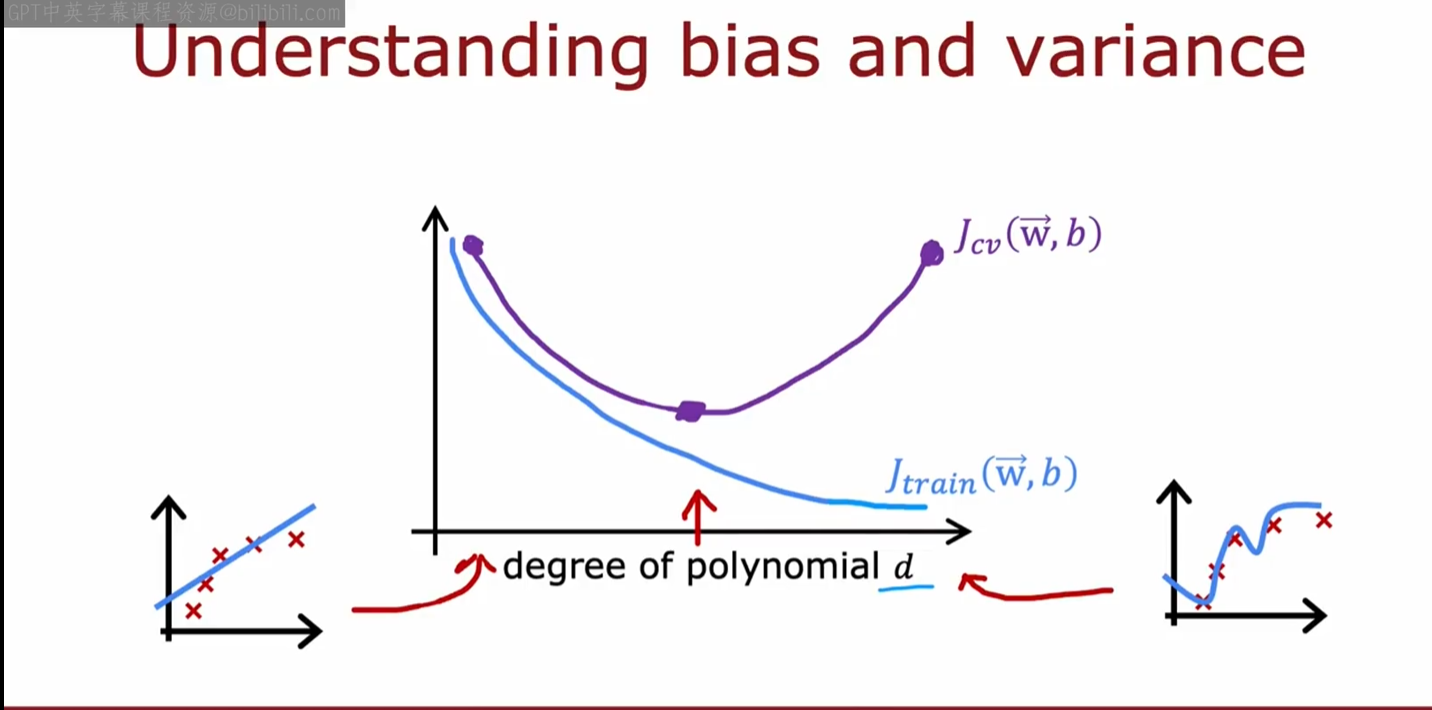 GPT中英字幕课程资源@bilibili.com
Understanding bias and variance
J_{cv}(\vec{w}, b)
J_{train}(\vec{w}, b)
degree of polynomial d